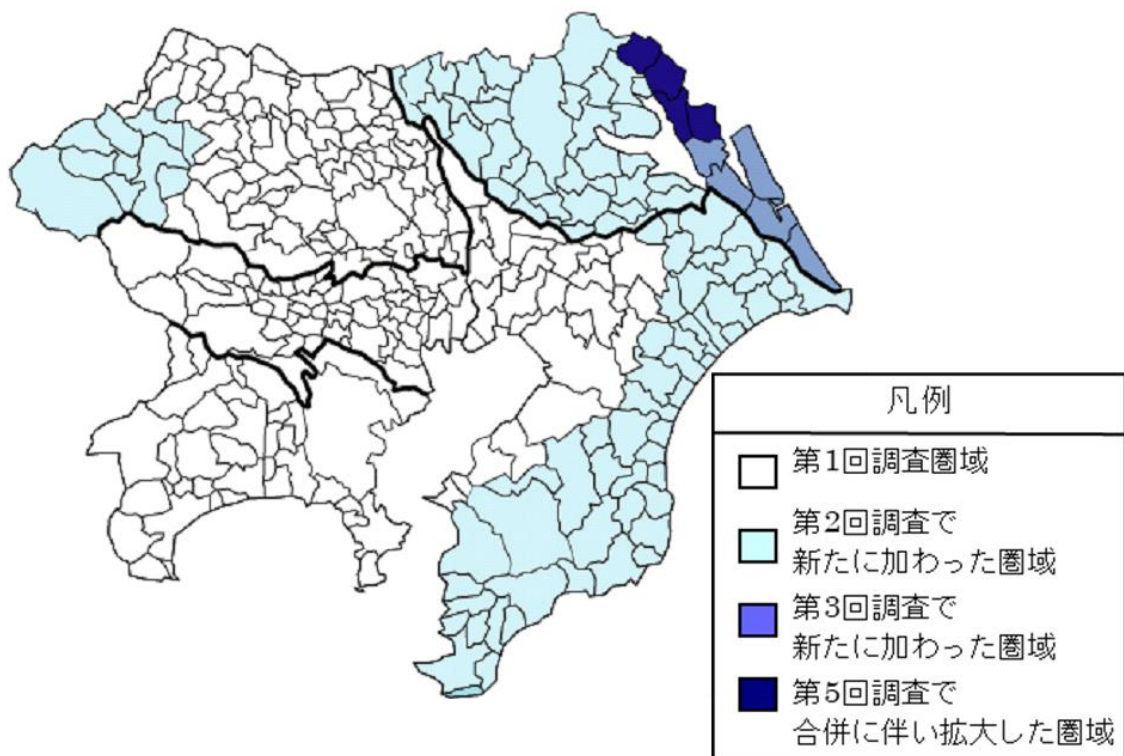 凡例
第1回調査圏域
第2回調査で
新たに加わった圏域
第3回調査で
新たに加わった圏域
第5回調査で
合併に伴い拡大した圏域